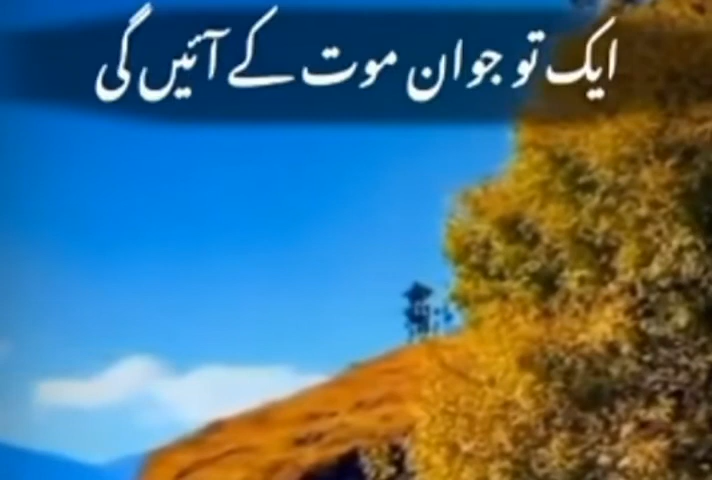 ایک تو جوان موت کے آئیں گی